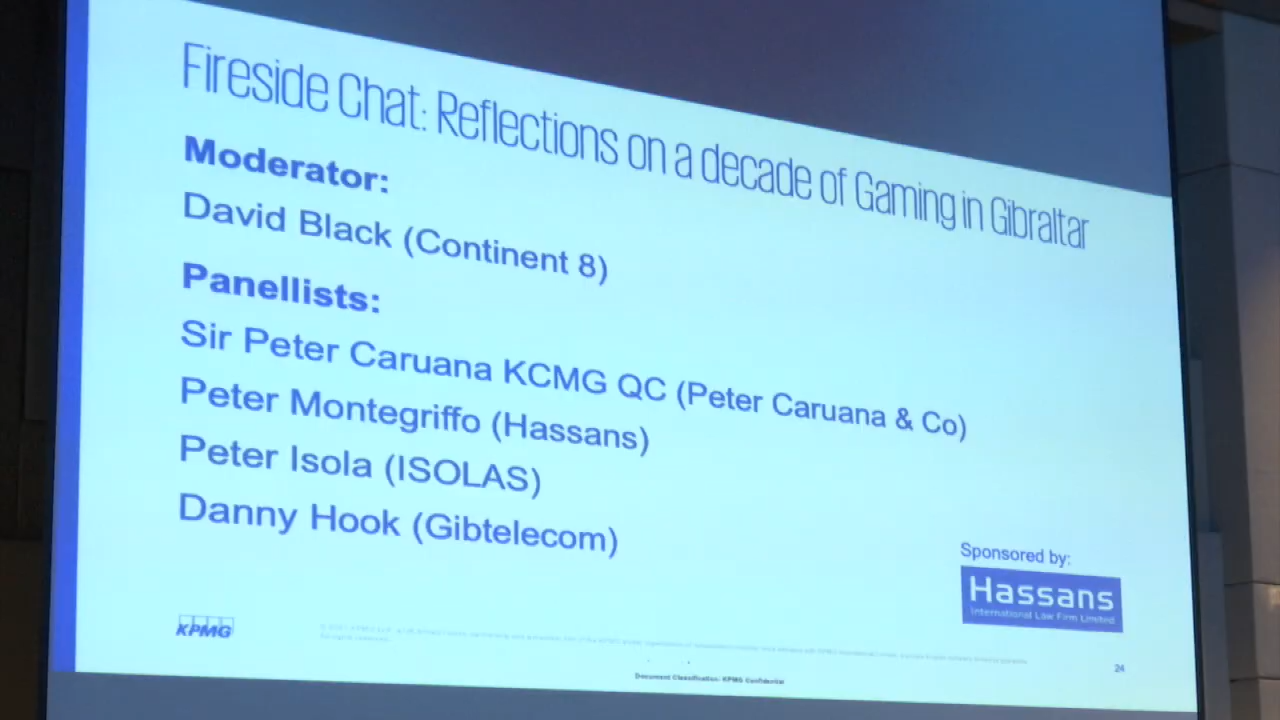 Fireside Chat: Reflections on a decade of Gaming in Gibraltar
Moderator:
David Black (Continent 8)
Panellists:
Sir Peter Caruana KCMG QC (Peter Caruana & Co)
Peter Montegriffo (Hassans)
Peter Isola (ISOLAS)
Danny Hook (Gibtelecom)
Sponsored by:
Hassans
International Law Firm Limited
KPMG
24
Document Classification: KPMG Confidential